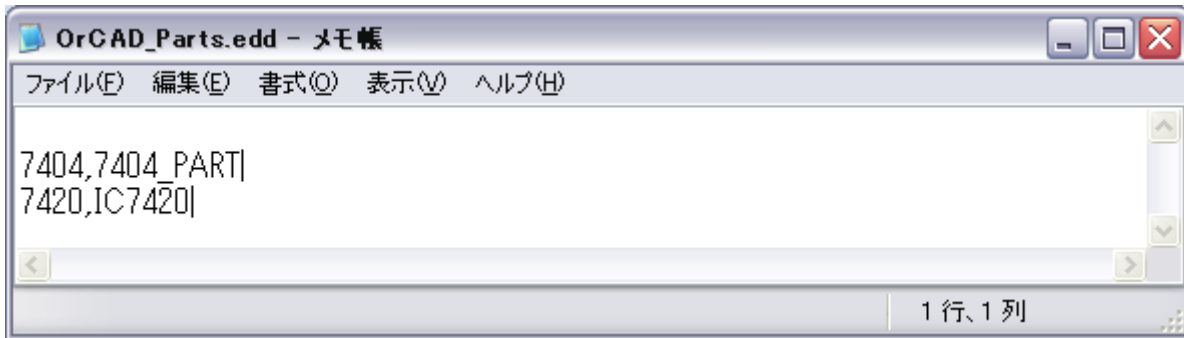 OrCAD_Parts.edd - メモ帳
ファイル(F) 編集(E) 書式(O) 表示(V) ヘルプ(H)
7404,7404_PART|
7420,IC7420|
1 行、1 列